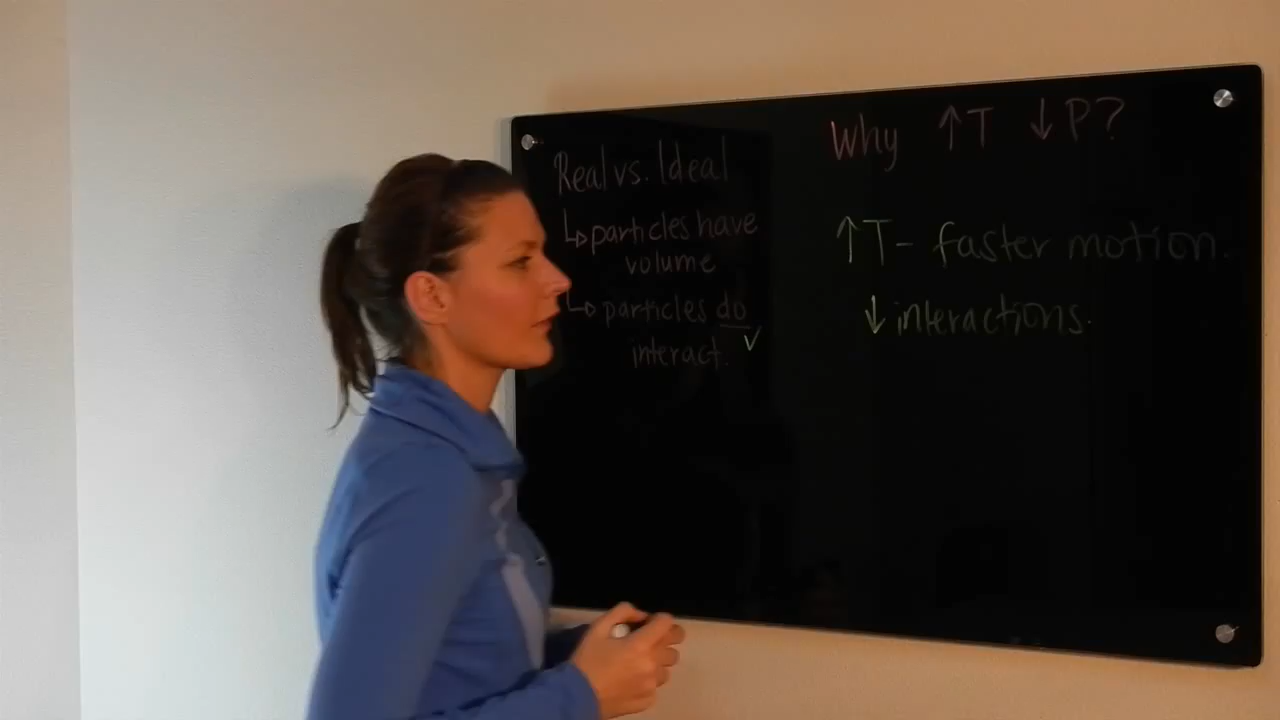 Real vs. Ideal
↳ particles have
volume
↳ particles do
interact. ✓
Why ↑T ↓P?
↑T - faster motion.
↓ interactions.